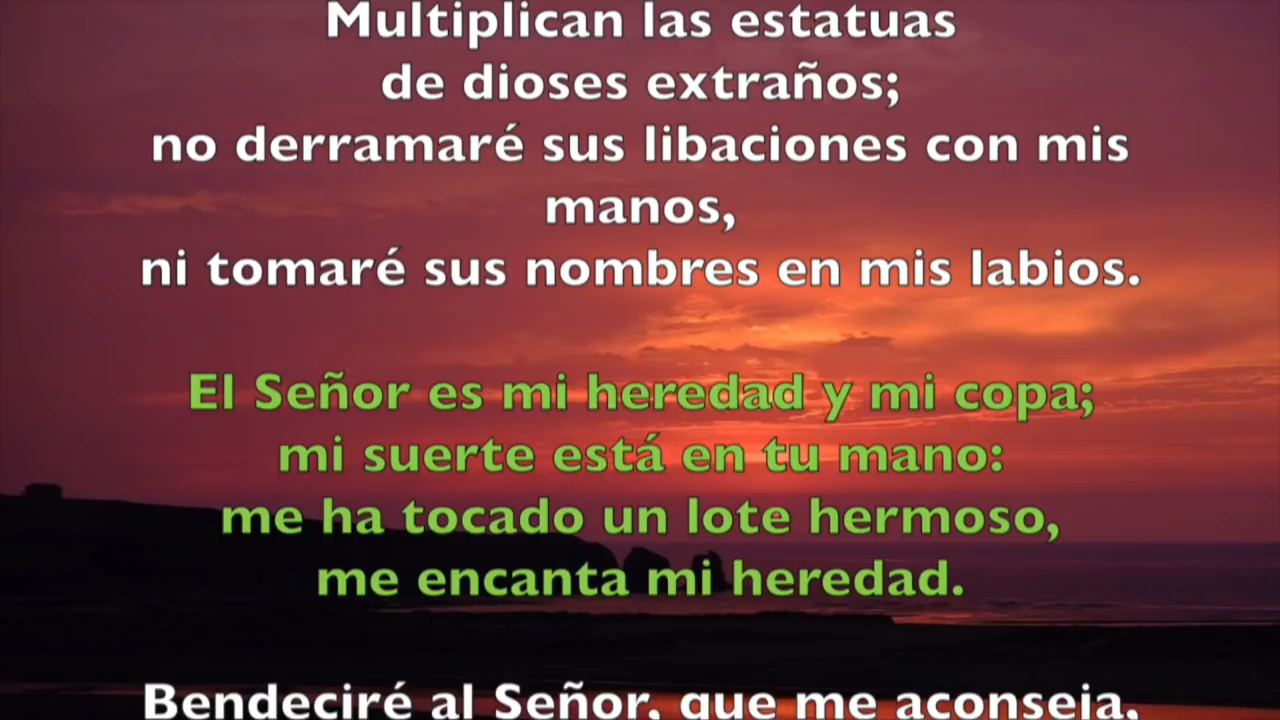 Multiplican las estatuas
de dioses extraños;
no derramaré sus libaciones con mis
manos,
ni tomaré sus nombres en mis labios.
El Señor es mi heredad y mi copa;
mi suerte está en tu mano:
me ha tocado un lote hermoso,
me encanta mi heredad.
Bendeciré al Señor, que me aconseja,